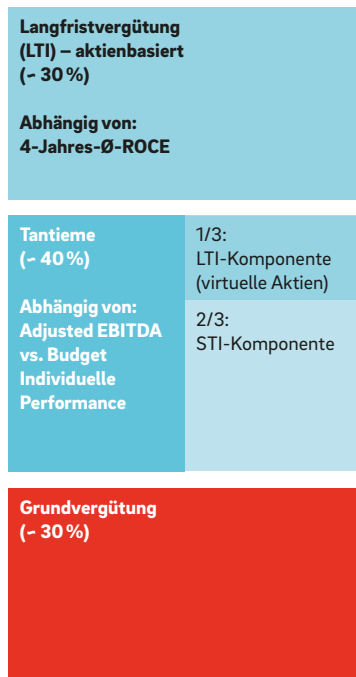 Langfristvergütung
(LTI) – aktienbasiert
(~ 30 %)
Abhängig von:
4-Jahres-Ø-ROCE
Tantieme
(~ 40 %)
Abhängig von:
Adjusted EBITDA
vs. Budget
Individuelle
Performance
1/3:
LTI-Komponente
(virtuelle Aktien)
2/3:
STI-Komponente
Grundvergütung
(~ 30 %)